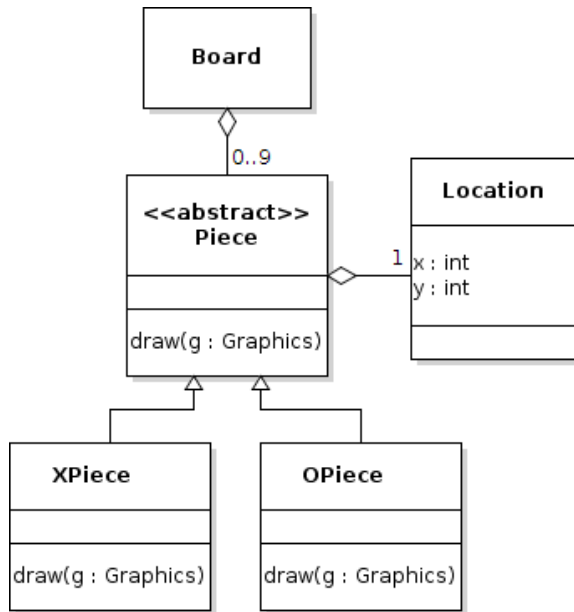 Board
0..9
<<abstract>>
Piece
draw(g : Graphics)
1
Location
x : int
y : int
XPiece
draw(g : Graphics)
OPiece
draw(g : Graphics)